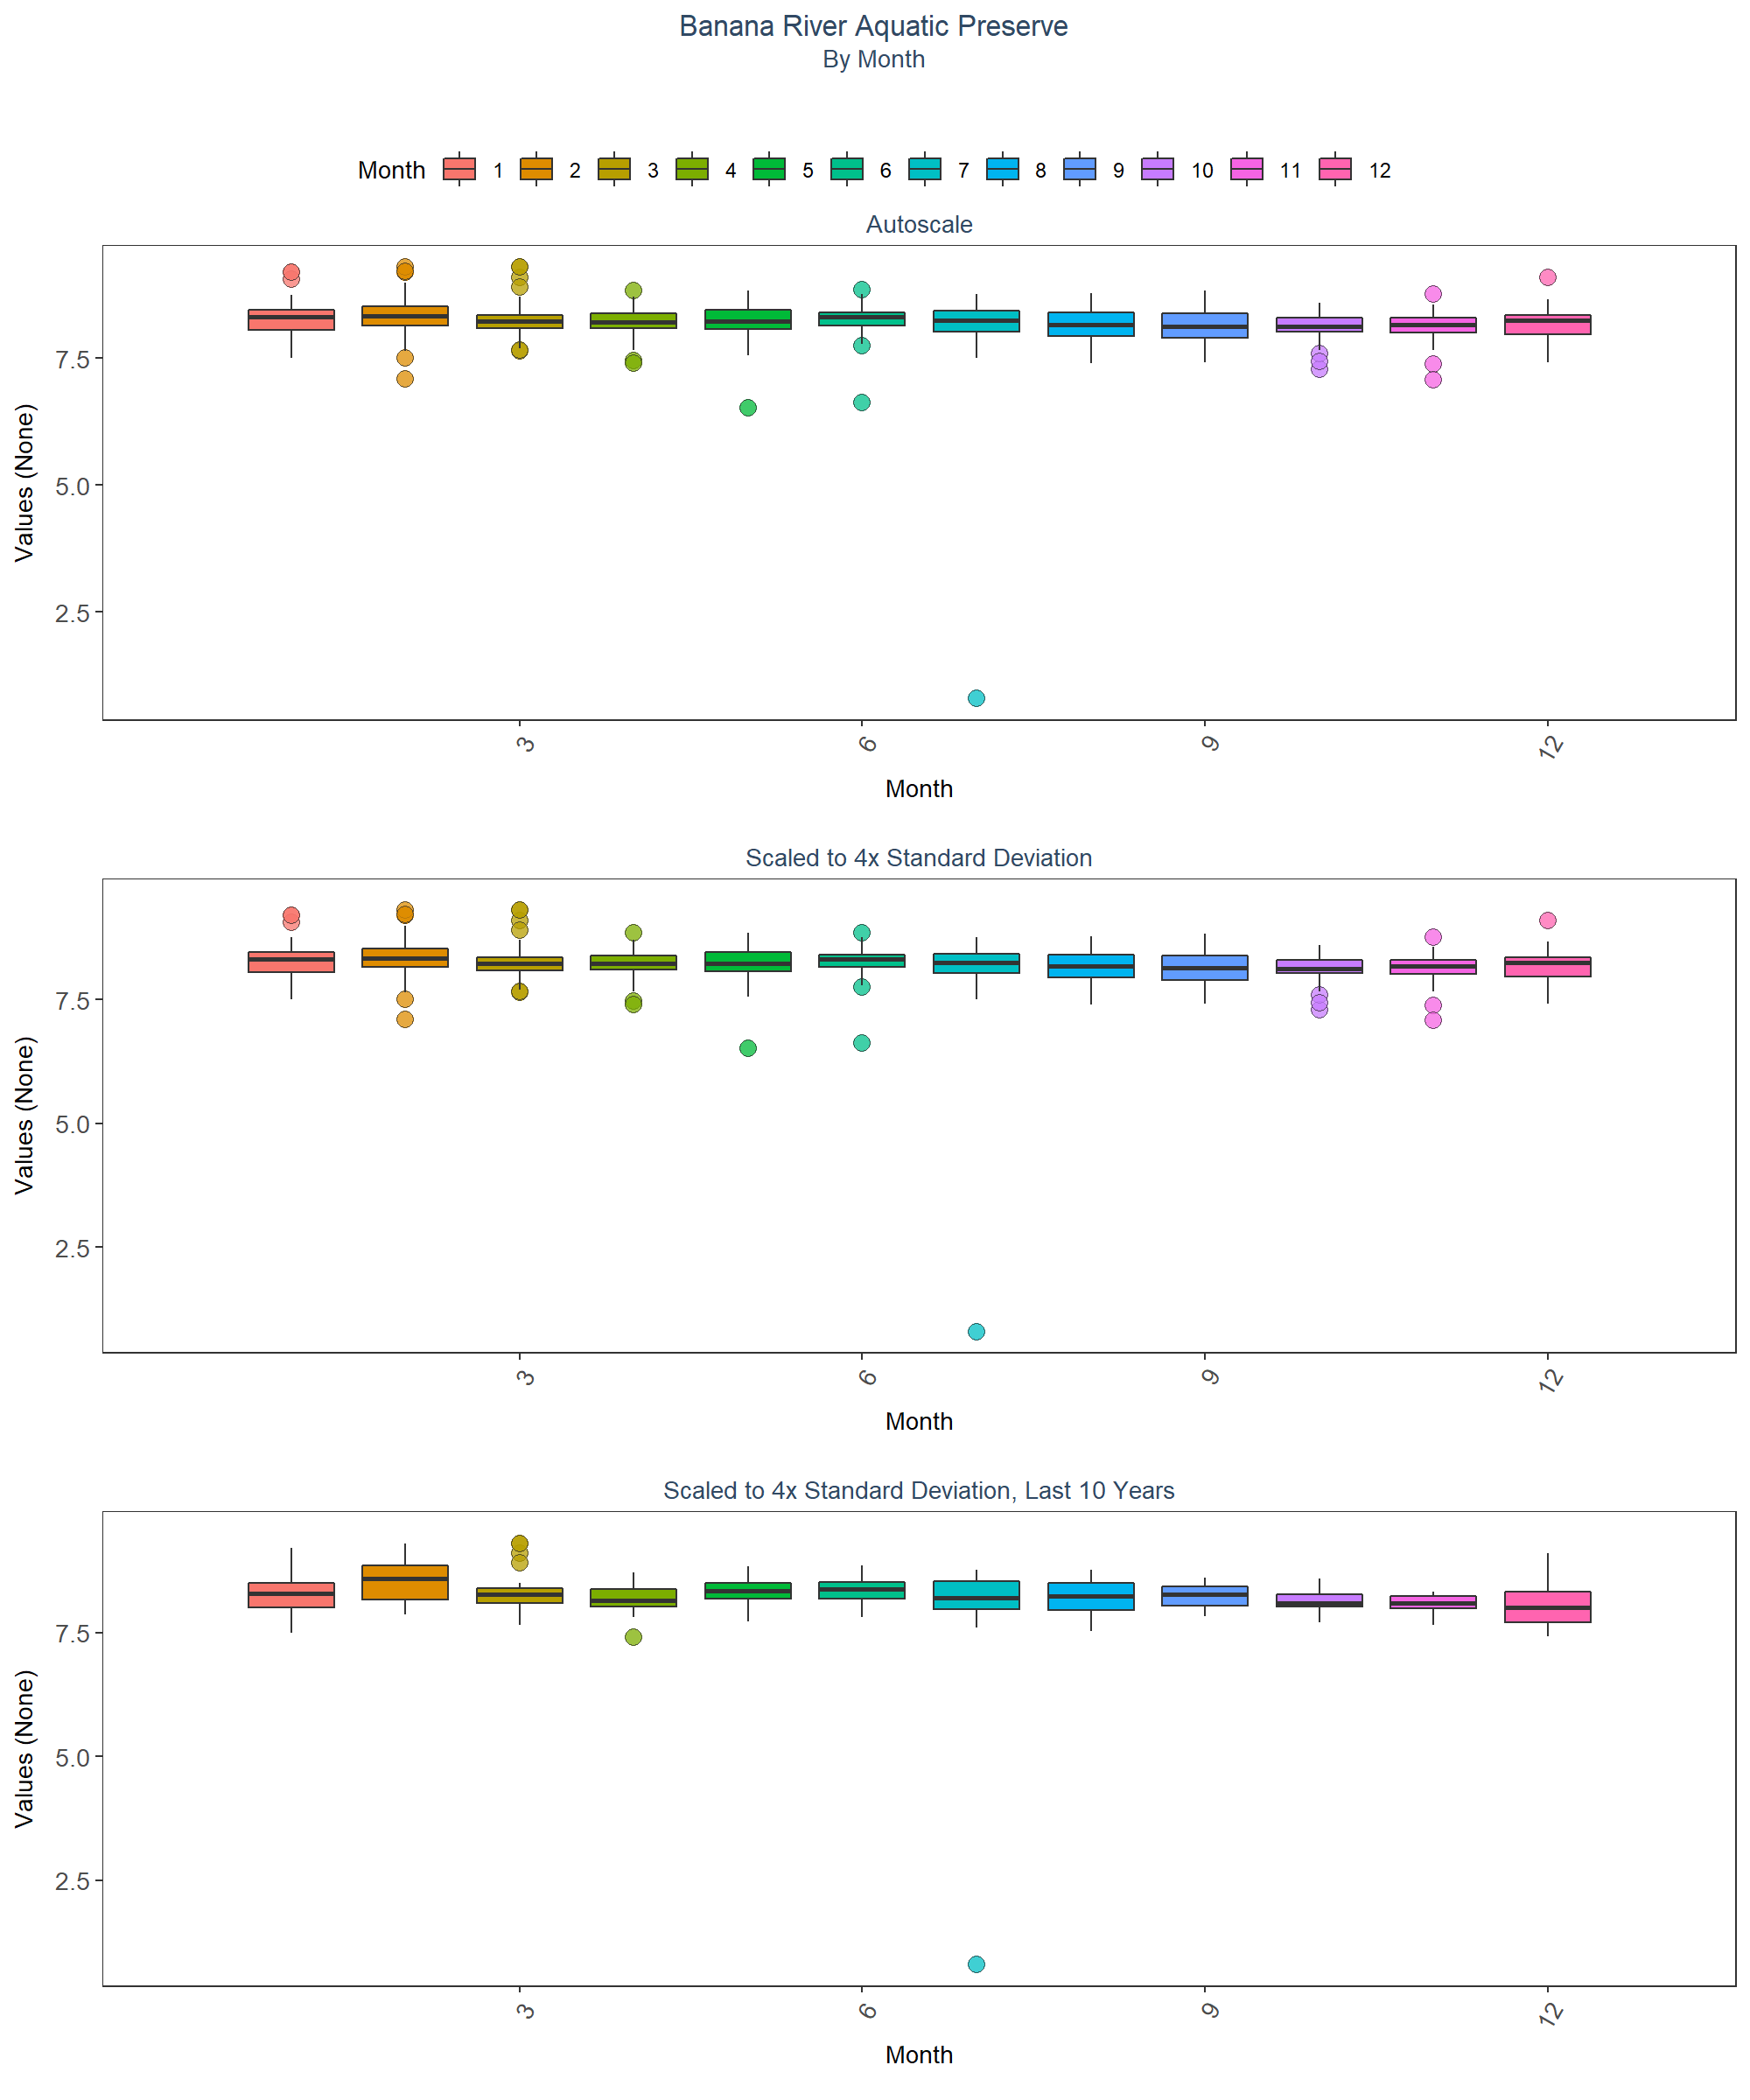 Banana River Aquatic Preserve
By Month
Month 1 2 3 4 5 6 7 8 9 10 11 12
Autoscale
Values (None)
7.5
5.0
2.5
3 6 9 12
Month
Scaled to 4x Standard Deviation
Values (None)
7.5
5.0
2.5
3 6 9 12
Month
Scaled to 4x Standard Deviation, Last 10 Years
Values (None)
7.5
5.0
2.5
3 6 9 12
Month